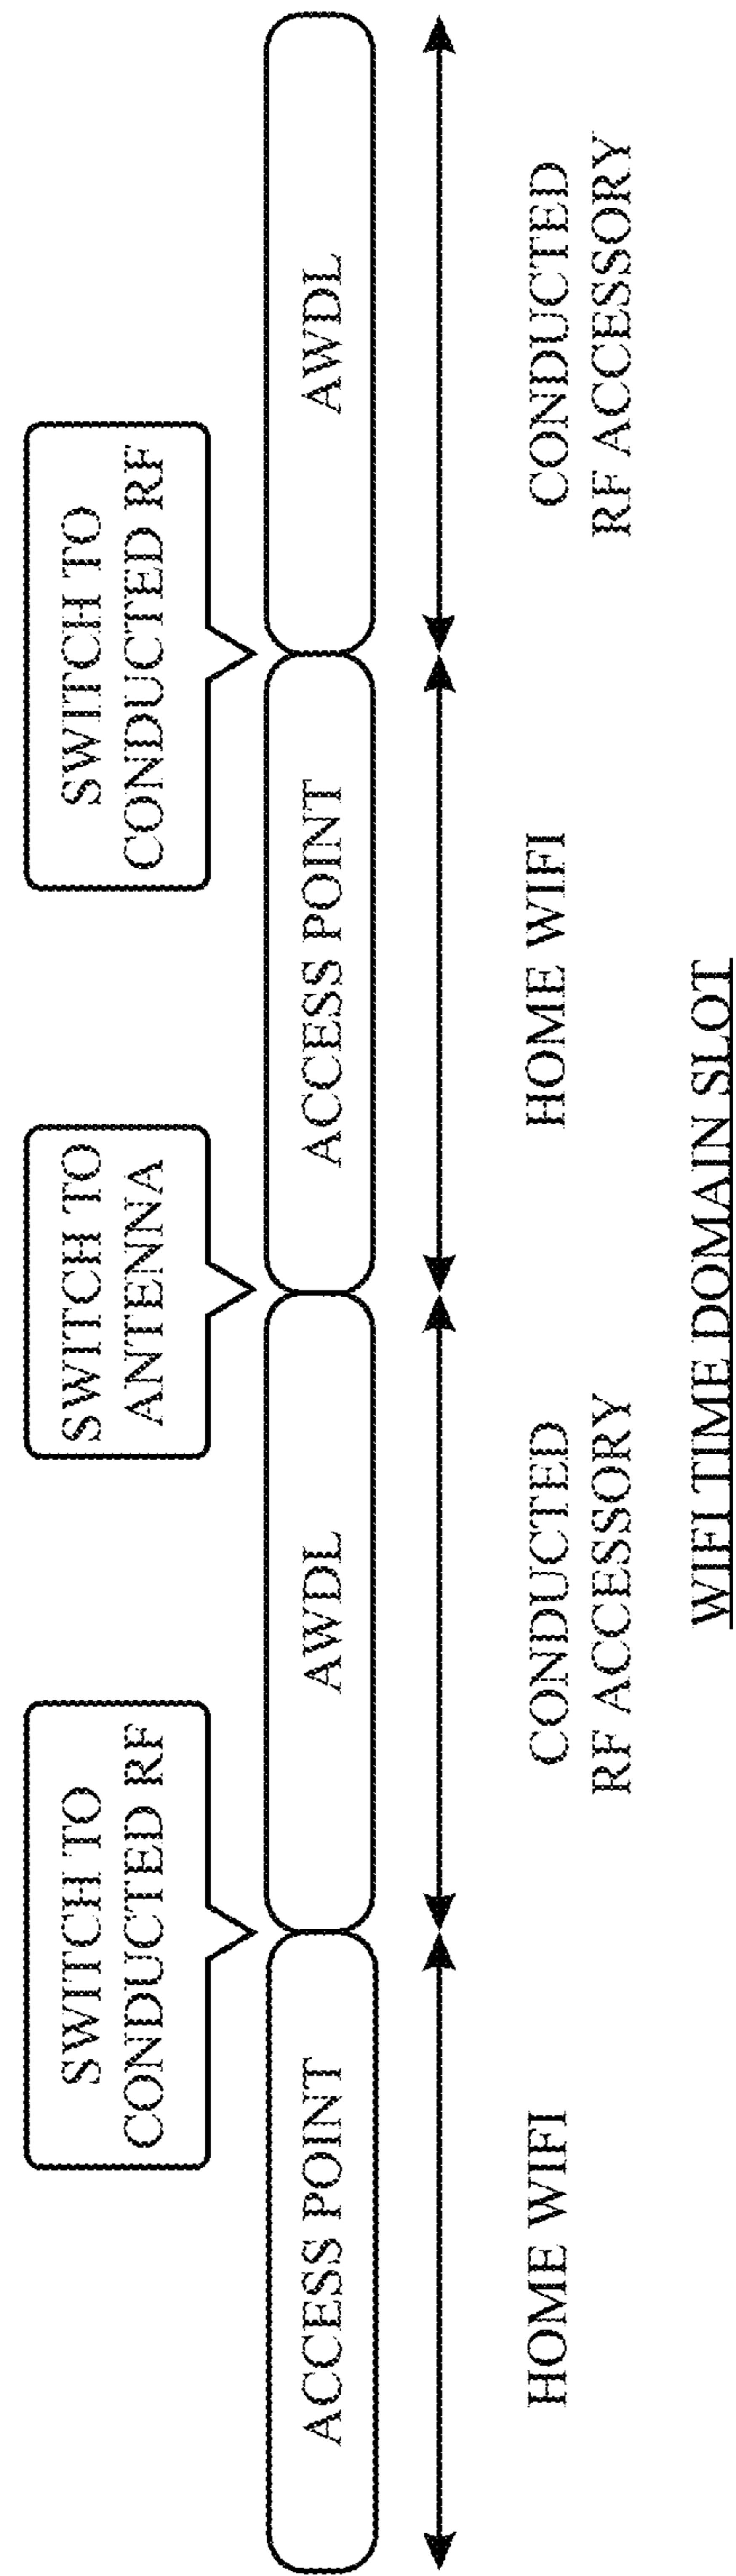 SWITCH TO
CONDUCTED RF
SWITCH TO
ANTENNA
SWITCH TO
CONDUCTED RF
ACCESS POINT
AWDL
ACCESS POINT
AWDL
HOME WIFI
CONDUCTED
RF ACCESSORY
HOME WIFI
CONDUCTED
RF ACCESSORY
WIFI TIME DOMAIN SLOT